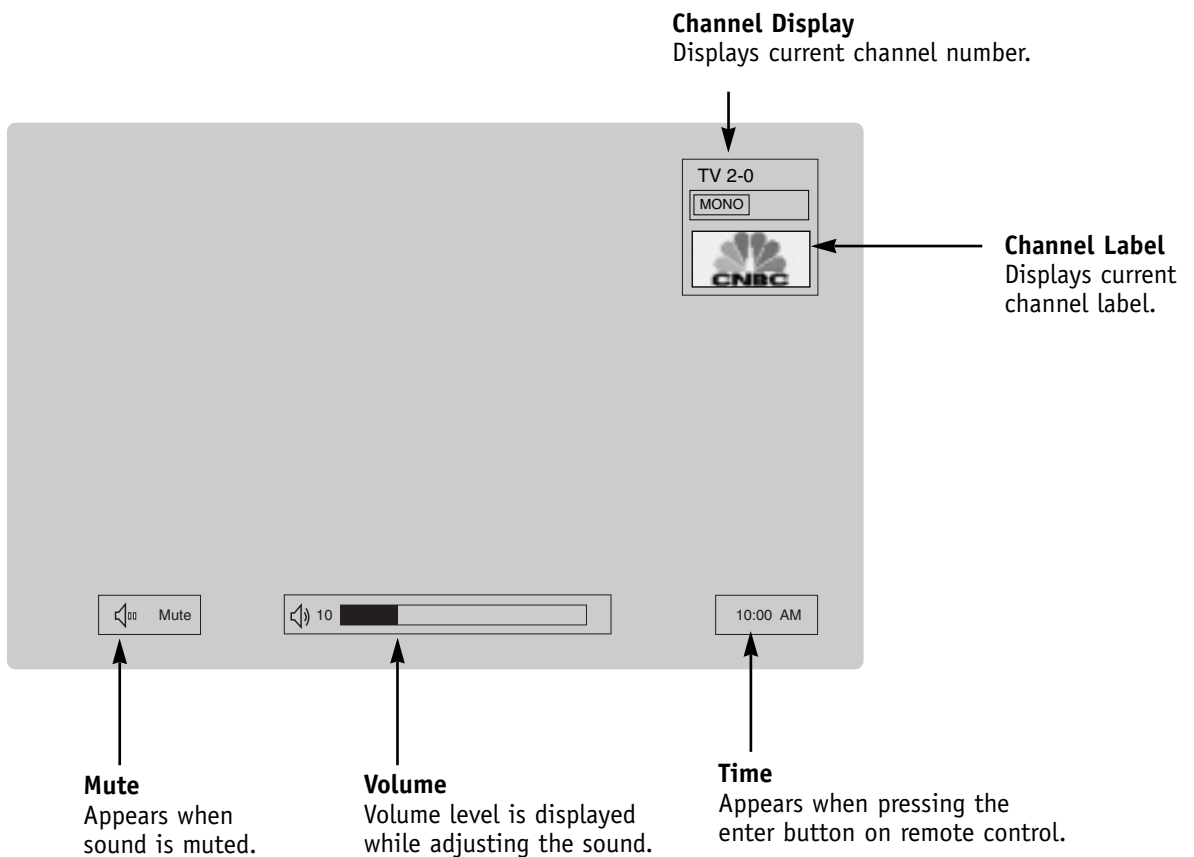 Channel Display
Displays current channel number.
TV 2-0
MONO
CNBC
Channel Label
Displays current
channel label.
Mute
10
10:00 AM
Mute
Appears when
sound is muted.
Volume
Volume level is displayed
while adjusting the sound.
Time
Appears when pressing the
enter button on remote control.